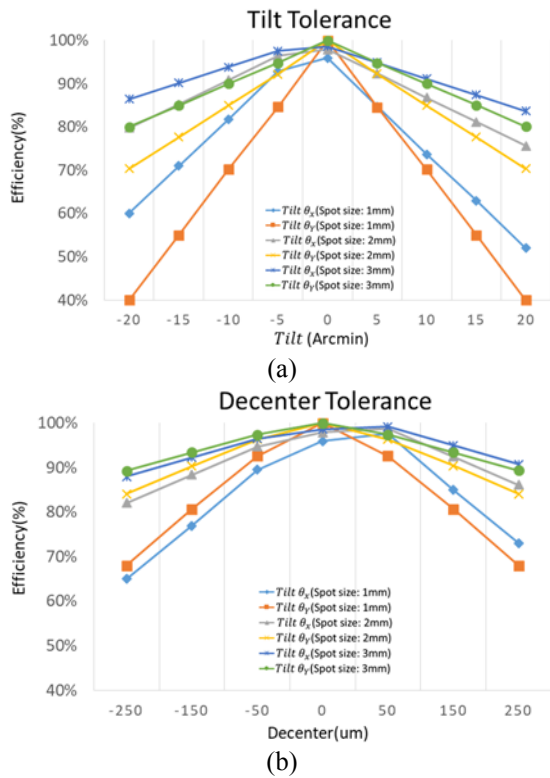 Tilt Tolerance
Efficiency(%)
100%
90%
80%
70%
60%
50%
40%
Tilt θx(Spot size: 1mm)
Tilt θY(Spot size: 1mm)
Tilt θx(Spot size: 2mm)
Tilt θY(Spot size: 2mm)
Tilt θx(Spot size: 3mm)
Tilt θY(Spot size: 3mm)
-20 -15 -10 -5 0 5 10 15 20
Tilt (Arcmin)
(a)
Decenter Tolerance
Efficiency(%)
100%
90%
80%
70%
60%
50%
40%
Tilt θx(Spot size: 1mm)
Tilt θY(Spot size: 1mm)
Tilt θx(Spot size: 2mm)
Tilt θY(Spot size: 2mm)
Tilt θx(Spot size: 3mm)
Tilt θY(Spot size: 3mm)
-250 -150 -50 0 50 150 250
Decenter(um)
(b)